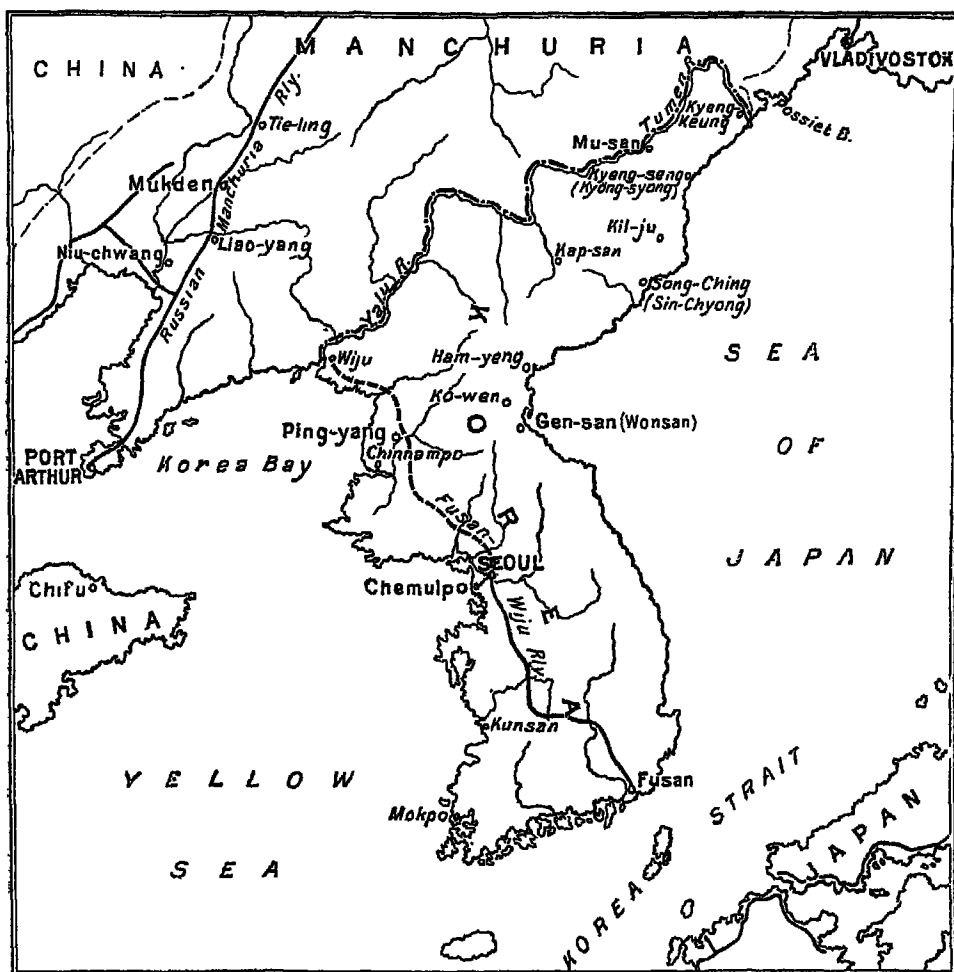 MANCHURIA
CHINA
VLADIVOSTOK
Rly.
Tie-ling
Tumen
Kyeng-
Keung
Possiet B.
Mu-san
Mukden
Manchuria
Kyeng-seng
(Kyöng-syong)
Kil-ju
Liao-yang
Niu-chwang
Kap-san
Song-Ching
(Sin-Chyong)
Russian
Yalu R.
KOREA
SEA
OF
JAPAN
Wiju
Ham-yeng
Ko-wen
Gen-san (Wonsan)
Ping-yang
Chinnampo
PORT
ARTHUR
Korea Bay
Fusan-
Wiju Rly.
SEOUL
Chemulpo
Chifu
CHINA
Kunsan
Fusan
YELLOW
SEA
Mokpo
KOREA STRAIT
JAPAN